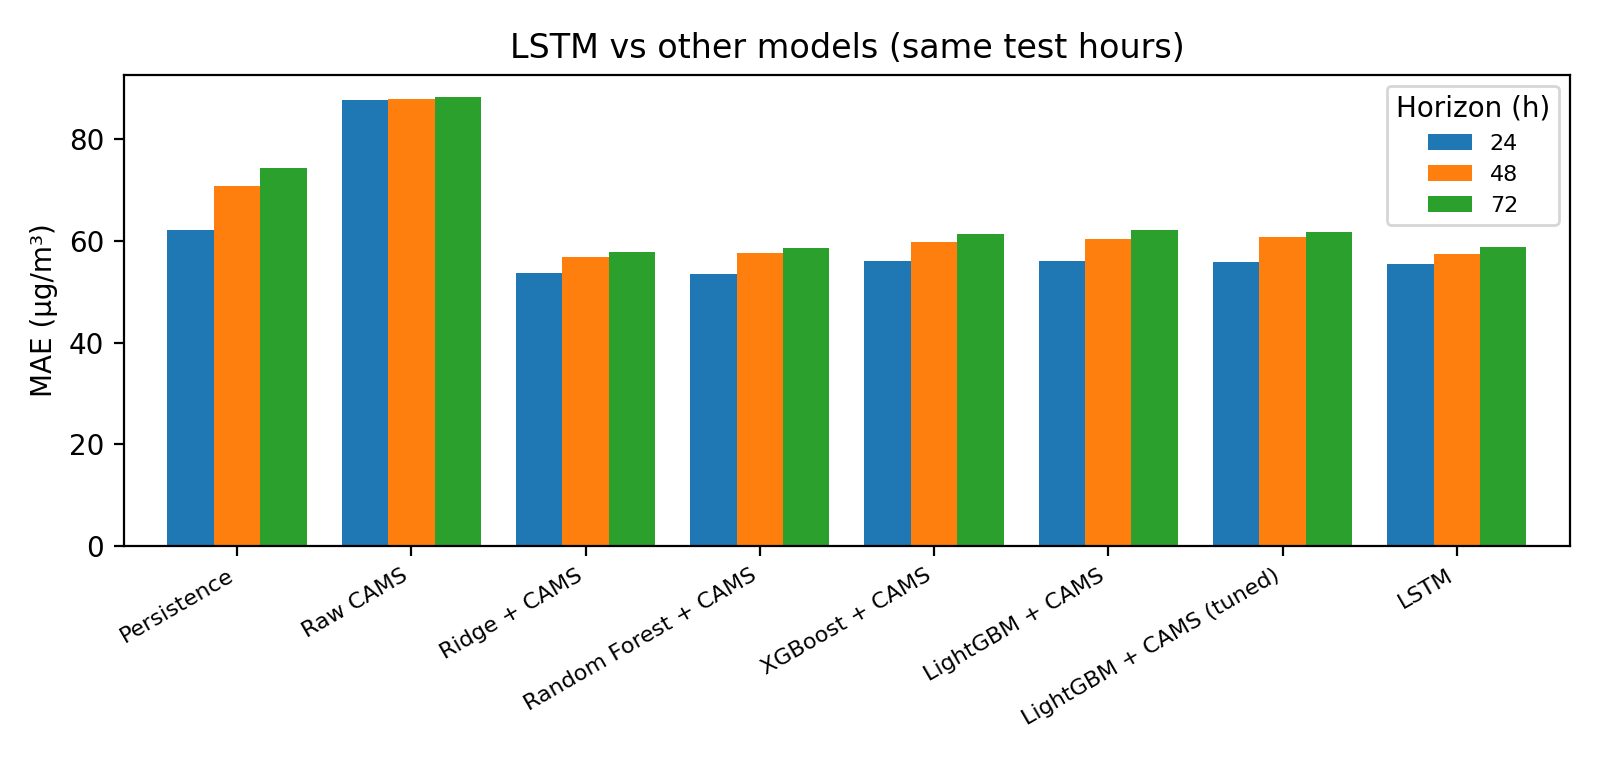 LSTM vs other models (same test hours)
MAE (µg/m³)
80
60
40
20
0
Horizon (h)
24
48
72
Persistence
Raw CAMS
Ridge + CAMS
Random Forest + CAMS
XGBoost + CAMS
LightGBM + CAMS
LightGBM + CAMS (tuned)
LSTM